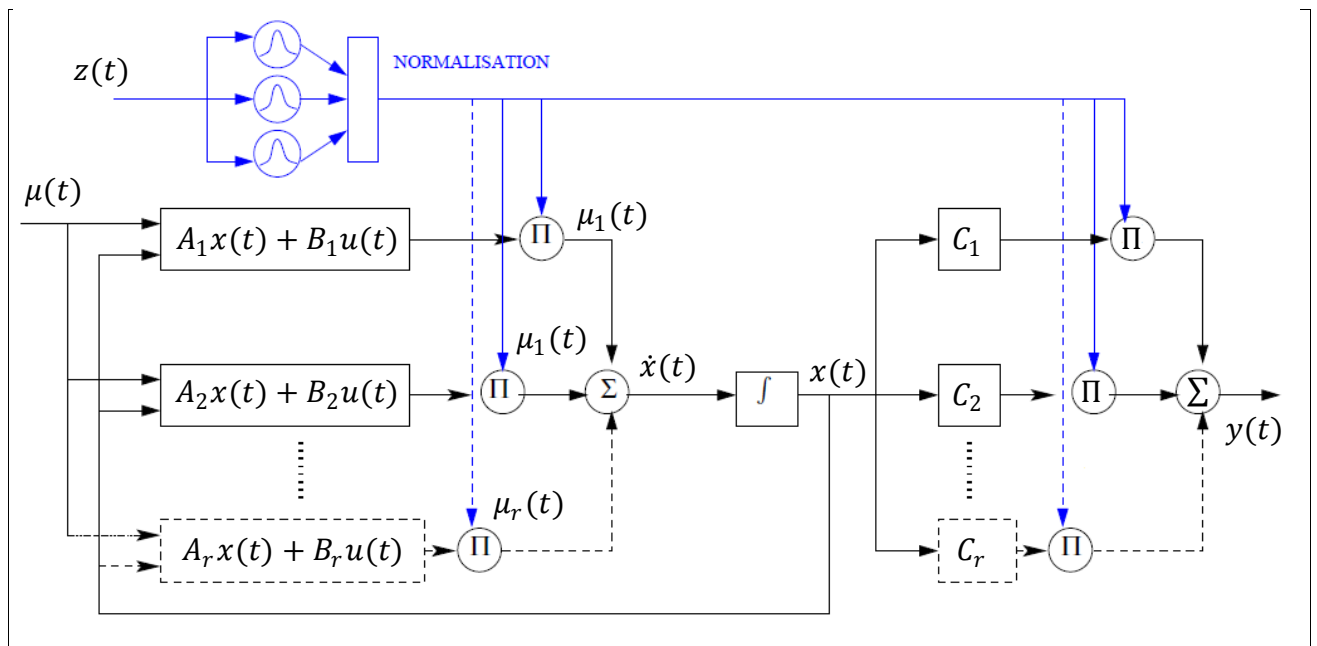 NORMALISATION
z(t)
μ(t)
μ₁(t)
A₁x(t) + B₁u(t)
Π
C₁
Π
μ₁(t)
ẋ(t)
x(t)
A₂x(t) + B₂u(t)
Π
Σ
∫
C₂
Π
∑
y(t)
μᵣ(t)
Aᵣx(t) + Bᵣu(t)
Π
Cᵣ
Π